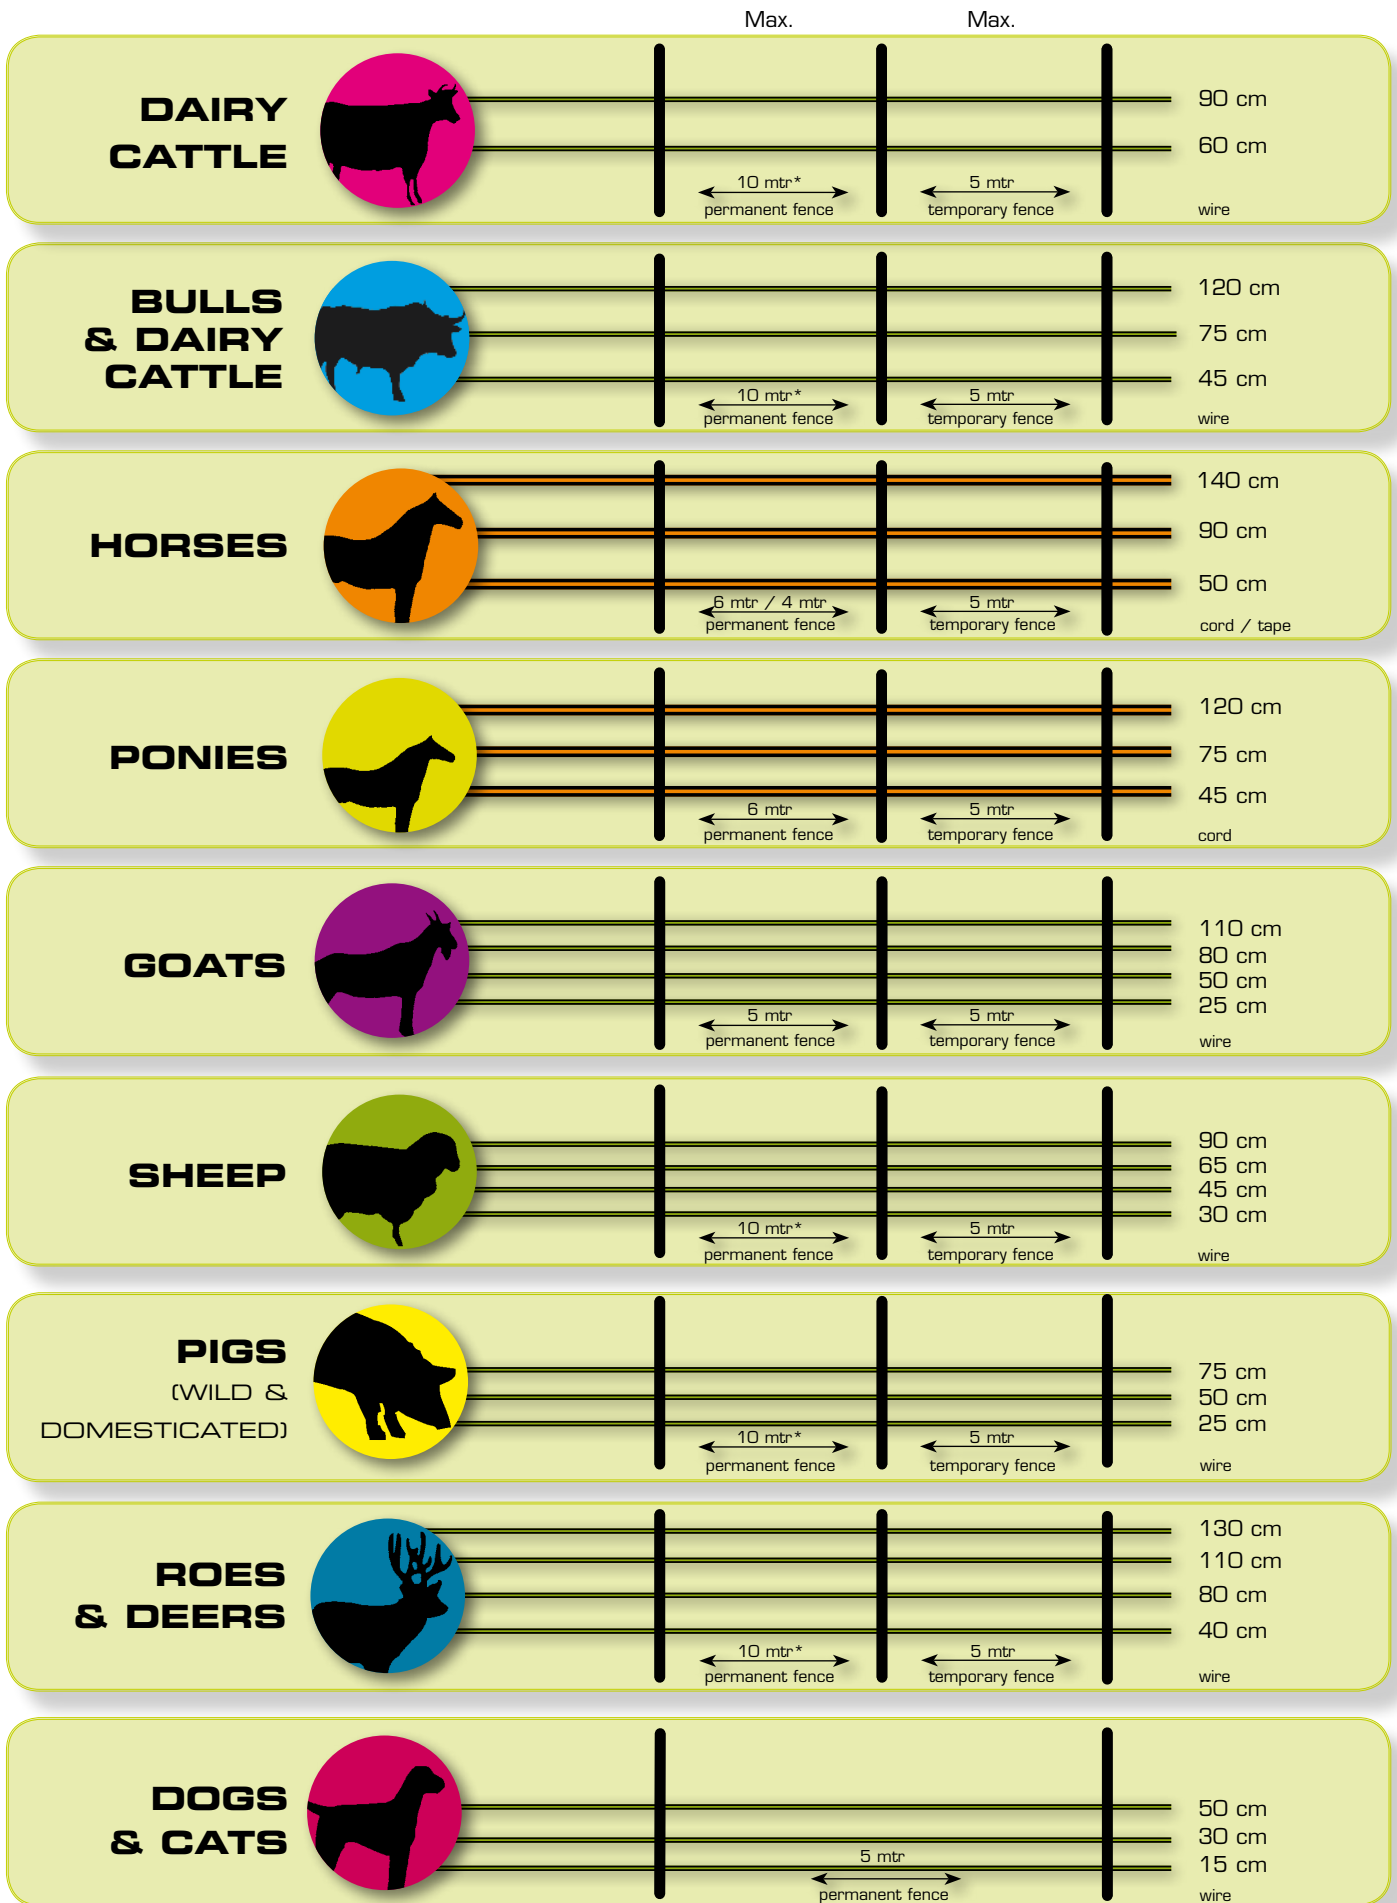 Max. Max.
DAIRY
CATTLE
90 cm
60 cm
10 mtr* 5 mtr
permanent fence temporary fence wire
BULLS
& DAIRY
CATTLE
120 cm
75 cm
45 cm
10 mtr* 5 mtr
permanent fence temporary fence wire
HORSES
140 cm
90 cm
50 cm
6 mtr / 4 mtr 5 mtr
permanent fence temporary fence cord / tape
PONIES
120 cm
75 cm
45 cm
6 mtr 5 mtr
permanent fence temporary fence cord
GOATS
110 cm
80 cm
50 cm
25 cm
5 mtr 5 mtr
permanent fence temporary fence wire
SHEEP
90 cm
65 cm
45 cm
30 cm
10 mtr* 5 mtr
permanent fence temporary fence wire
PIGS
(WILD &
DOMESTICATED)
75 cm
50 cm
25 cm
10 mtr* 5 mtr
permanent fence temporary fence wire
ROES
& DEERS
130 cm
110 cm
80 cm
40 cm
10 mtr* 5 mtr
permanent fence temporary fence wire
DOGS
& CATS
50 cm
30 cm
15 cm
5 mtr
permanent fence wire